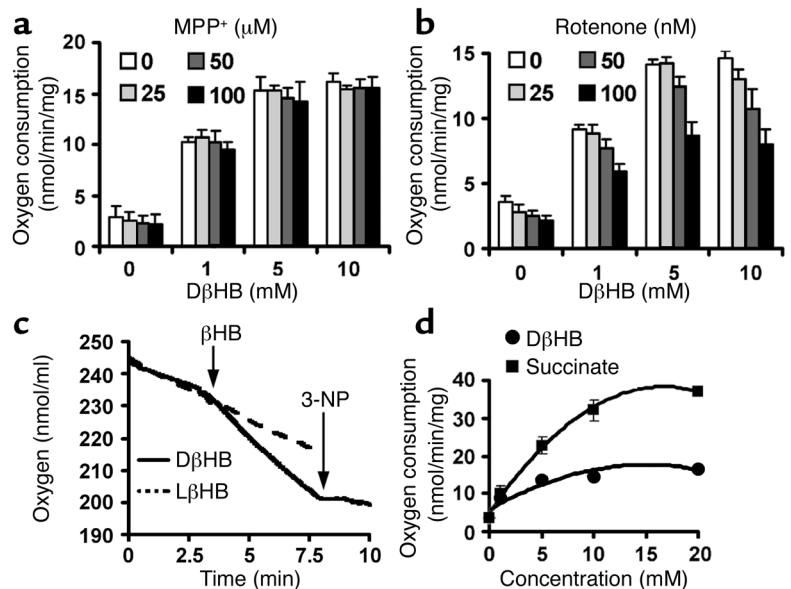 a
MPP⁺ (μM)
Oxygen consumption
(nmol/min/mg)
20
15
10
5
0
0
50
25
100
0
1
5
10
DβHB (mM)
b
Rotenone (nM)
Oxygen consumption
(nmol/min/mg)
15
10
5
0
0
50
25
100
0
1
5
10
DβHB (mM)
c
Oxygen (nmol/ml)
250
240
230
220
210
200
190
βHB
3-NP
DβHB
LβHB
0
2.5
5
7.5
10
Time (min)
d
DβHB
Succinate
Oxygen consumption
(nmol/min/mg)
40
30
20
10
0
0
5
10
15
20
Concentration (mM)